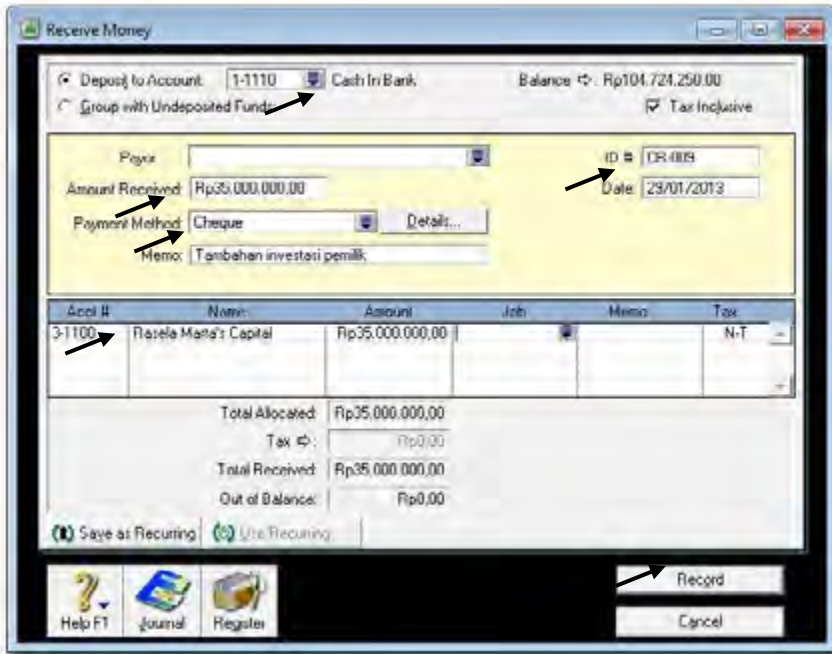 Receive Money
Deposit to Account: 1-1110 Cash In Bank Balance ⇨: Rp104.724.250,00
Group with Undeposited Funds Tax Inclusive
Payor: ID #: CR-009
Amount Received: Rp35.000.000,00 Date: 29/01/2013
Payment Method: Cheque Details...
Memo: Tambahan investasi pemilik
Acct # Name Amount Job Memo Tax
3-1100 Rasela Marta's Capital Rp35.000.000,00 N-T
Total Allocated: Rp35.000.000,00
Tax ⇨: Rp0,00
Total Received: Rp35.000.000,00
Out of Balance: Rp0,00
Save as Recurring Use Recurring
Help F1 Journal Register
Record
Cancel